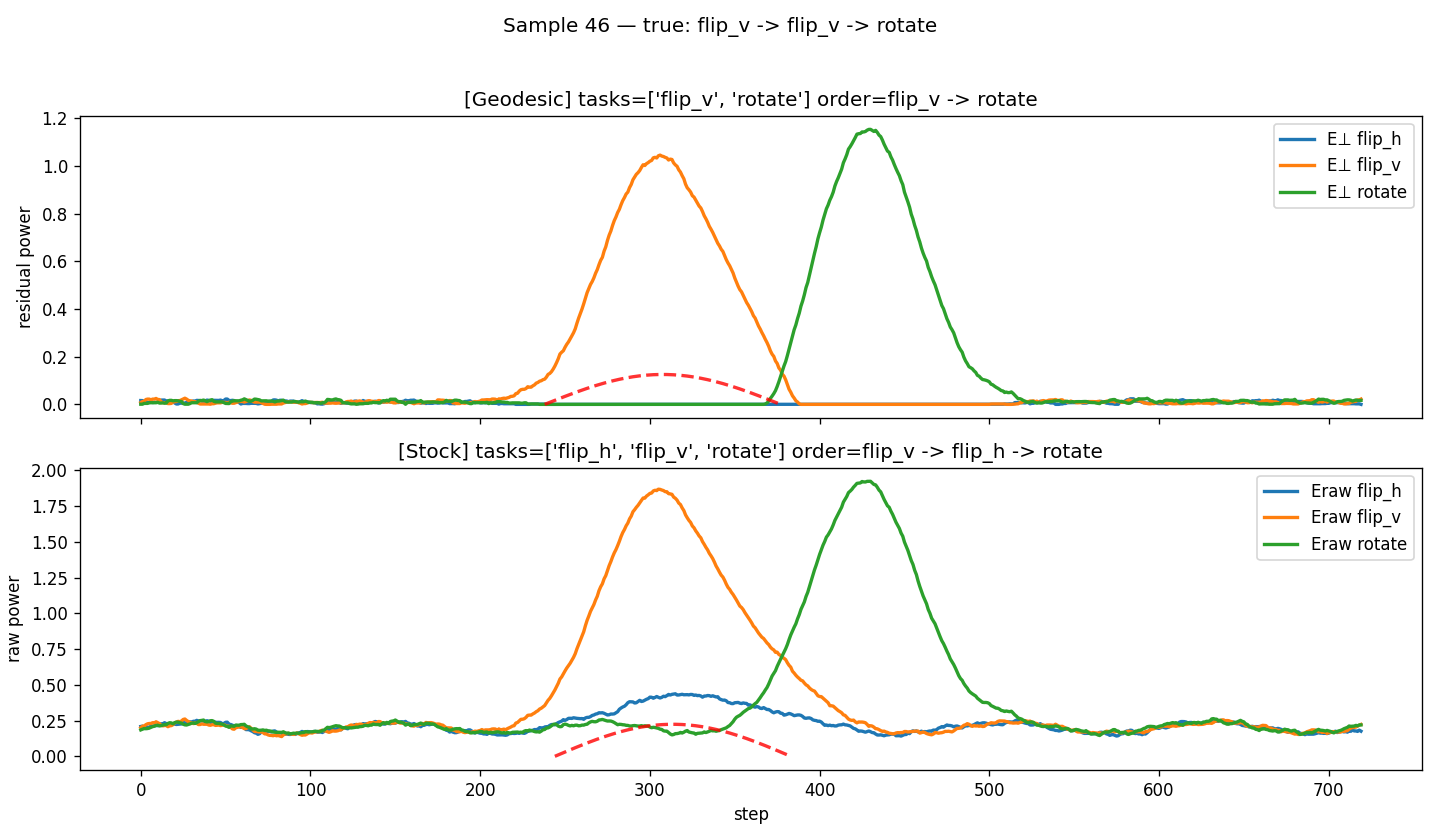 Sample 46 — true: flip_v -> flip_v -> rotate
[Geodesic] tasks=['flip_v', 'rotate'] order=flip_v -> rotate
1.2
1.0
0.8
0.6
0.4
0.2
0.0
residual power
E⊥ flip_h
E⊥ flip_v
E⊥ rotate
[Stock] tasks=['flip_h', 'flip_v', 'rotate'] order=flip_v -> flip_h -> rotate
2.00
1.75
1.50
1.25
1.00
0.75
0.50
0.25
0.00
raw power
Eraw flip_h
Eraw flip_v
Eraw rotate
0 100 200 300 400 500 600 700
step